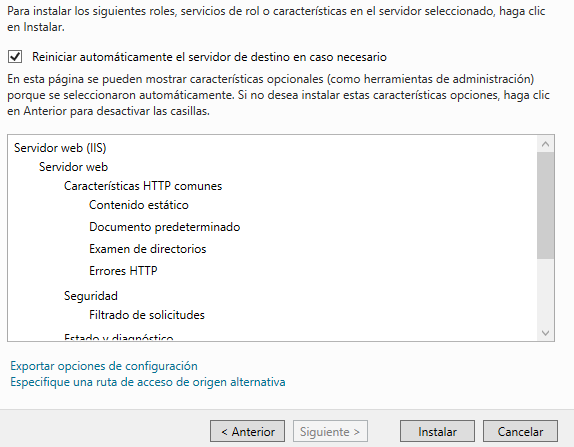 Para instalar los siguientes roles, servicios de rol o características en el servidor seleccionado, haga clic
en Instalar.
Reiniciar automáticamente el servidor de destino en caso necesario
En esta página se pueden mostrar características opcionales (como herramientas de administración)
porque se seleccionaron automáticamente. Si no desea instalar estas características opciones, haga clic
en Anterior para desactivar las casillas.
Servidor web (IIS)
Servidor web
Características HTTP comunes
Contenido estático
Documento predeterminado
Examen de directorios
Errores HTTP
Seguridad
Filtrado de solicitudes
Estado y diagnóstico
Exportar opciones de configuración
Especifique una ruta de acceso de origen alternativa
< Anterior
Siguiente >
Instalar
Cancelar